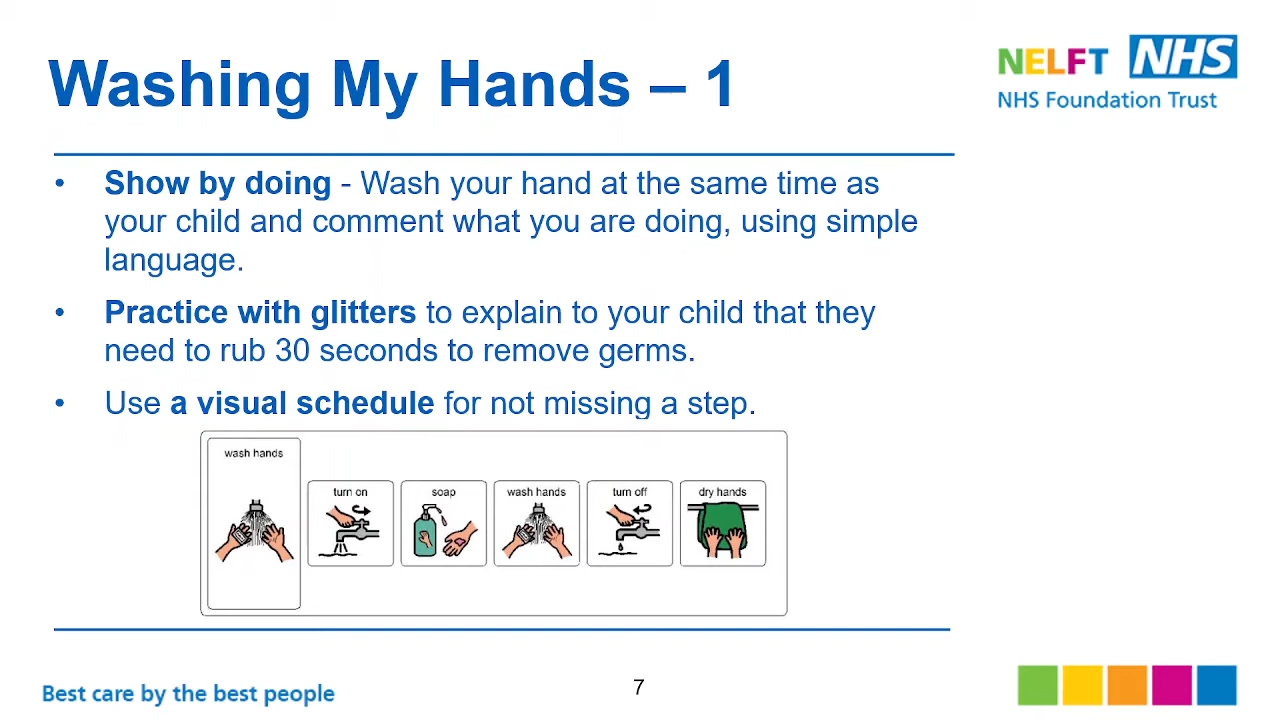 Washing My Hands – 1
NELFT NHS
NHS Foundation Trust
• Show by doing - Wash your hand at the same time as
your child and comment what you are doing, using simple
language.
• Practice with glitters to explain to your child that they
need to rub 30 seconds to remove germs.
• Use a visual schedule for not missing a step.
wash hands
turn on
soap
wash hands
turn off
dry hands
Best care by the best people
7